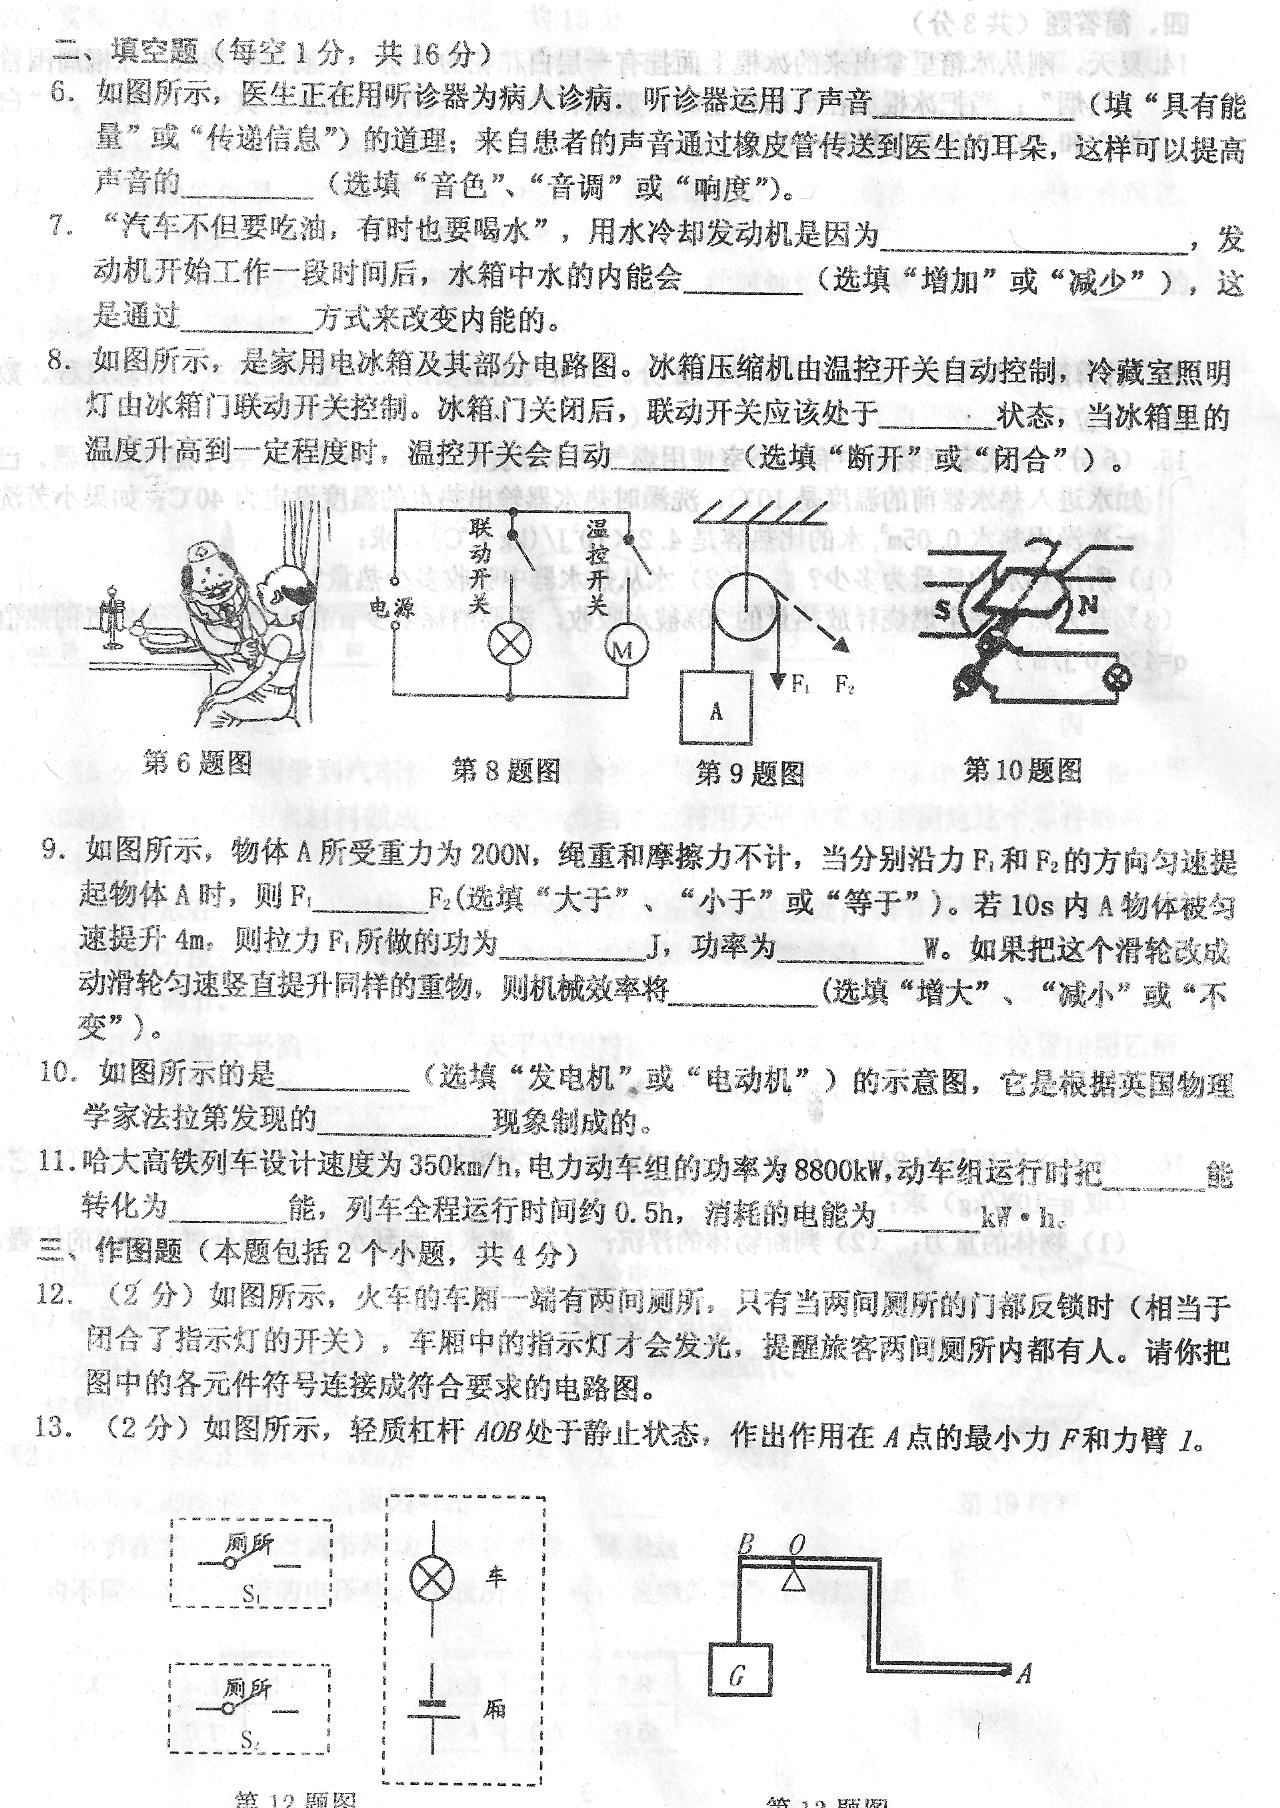 二、填空题（每空1分，共16分）
6. 如图所示，医生正在用听诊器为病人诊病．听诊器运用了声音____________（填“具有能
量”或“传递信息”）的道理；来自患者的声音通过橡皮管传送到医生的耳朵，这样可以提高
声音的________（选填“音色”、“音调”或“响度”）。
7. “汽车不但要吃油，有时也要喝水”，用水冷却发动机是因为____________________，发
动机开始工作一段时间后，水箱中水的内能会________（选填“增加”或“减少”），这
是通过________方式来改变内能的。
8. 如图所示，是家用电冰箱及其部分电路图。冰箱压缩机由温控开关自动控制，冷藏室照明
灯由冰箱门联动开关控制。冰箱门关闭后，联动开关应该处于________状态，当冰箱里的
温度升高到一定程度时，温控开关会自动________（选填“断开”或“闭合”）。
联动开关
温控开关
电源
M
A
F₁ F₂
S
N
第6题图
第8题图
第9题图
第10题图
9. 如图所示，物体A所受重力为200N，绳重和摩擦力不计，当分别沿力F₁和F₂的方向匀速提
起物体A时，则F₁________F₂(选填“大于”、“小于”或“等于”)。若10s内A物体被匀
速提升4m，则拉力F₁所做的功为__________J，功率为__________W。如果把这个滑轮改成
动滑轮匀速竖直提升同样的重物，则机械效率将__________(选填“增大”、“减小”或“不
变”)。
10. 如图所示的是_________（选填“发电机”或“电动机”）的示意图，它是根据英国物理
学家法拉第发现的____________现象制成的。
11.哈大高铁列车设计速度为350km/h,电力动车组的功率为8800kW,动车组运行时把_______能
转化为________能，列车全程运行时间约0.5h，消耗的电能为_______kW·h。
三、作图题（本题包括2个小题，共4分）
12. （2分）如图所示，火车的车厢一端有两间厕所，只有当两间厕所的门都反锁时（相当于
闭合了指示灯的开关），车厢中的指示灯才会发光，提醒旅客两间厕所内都有人。请你把
图中的各元件符号连接成符合要求的电路图。
13. （2分）如图所示，轻质杠杆AOB处于静止状态，作出作用在A点的最小力F和力臂l。
厕所
S₁
车
厕所
S₂
厢
B O
G
A
第12题图
第13题图